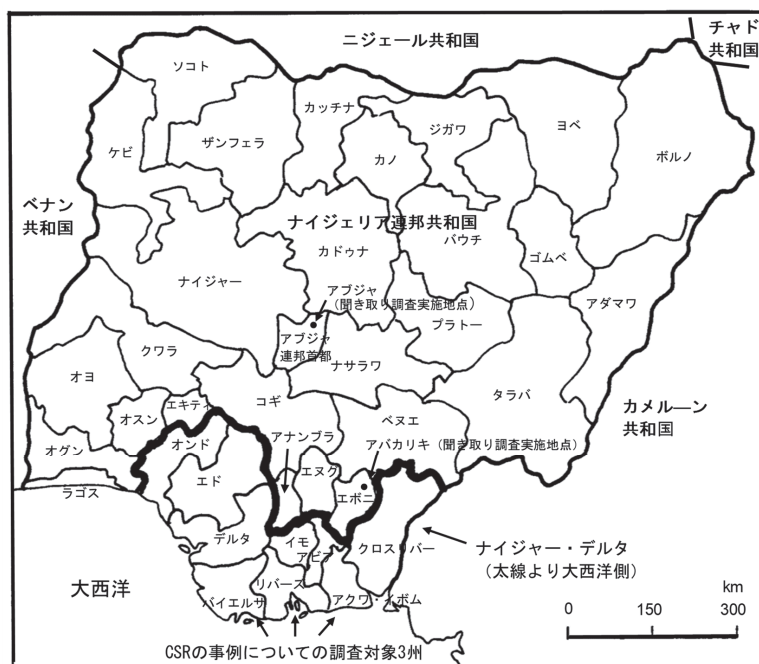 ニジェール共和国
チャド
共和国
ソコト
カッチナ
ジガワ
ヨベ
ケビ
ザンフェラ
カノ
ボルノ
ベナン
共和国
ナイジェリア連邦共和国
カドゥナ
バウチ
ゴムベ
ナイジャー
アダマワ
アブジャ
(聞き取り調査実施地点)
プラトー
アブジャ
連邦首都
クワラ
ナサラワ
オヨ
タラバ
カメル―ン
共和国
エキティ
コギ
オスン
ベヌエ
オンド
アナンブラ
アバカリキ(聞き取り調査実施地点)
オグン
エヌグ
エド
エボニ
ラゴス
デルタ
イモ
アビア
クロスリバー
ナイジャー・デルタ
(太線より大西洋側)
大西洋
リバーズ
バイエルサ
アクワ・イボム
km
0 150 300
CSRの事例についての調査対象3州